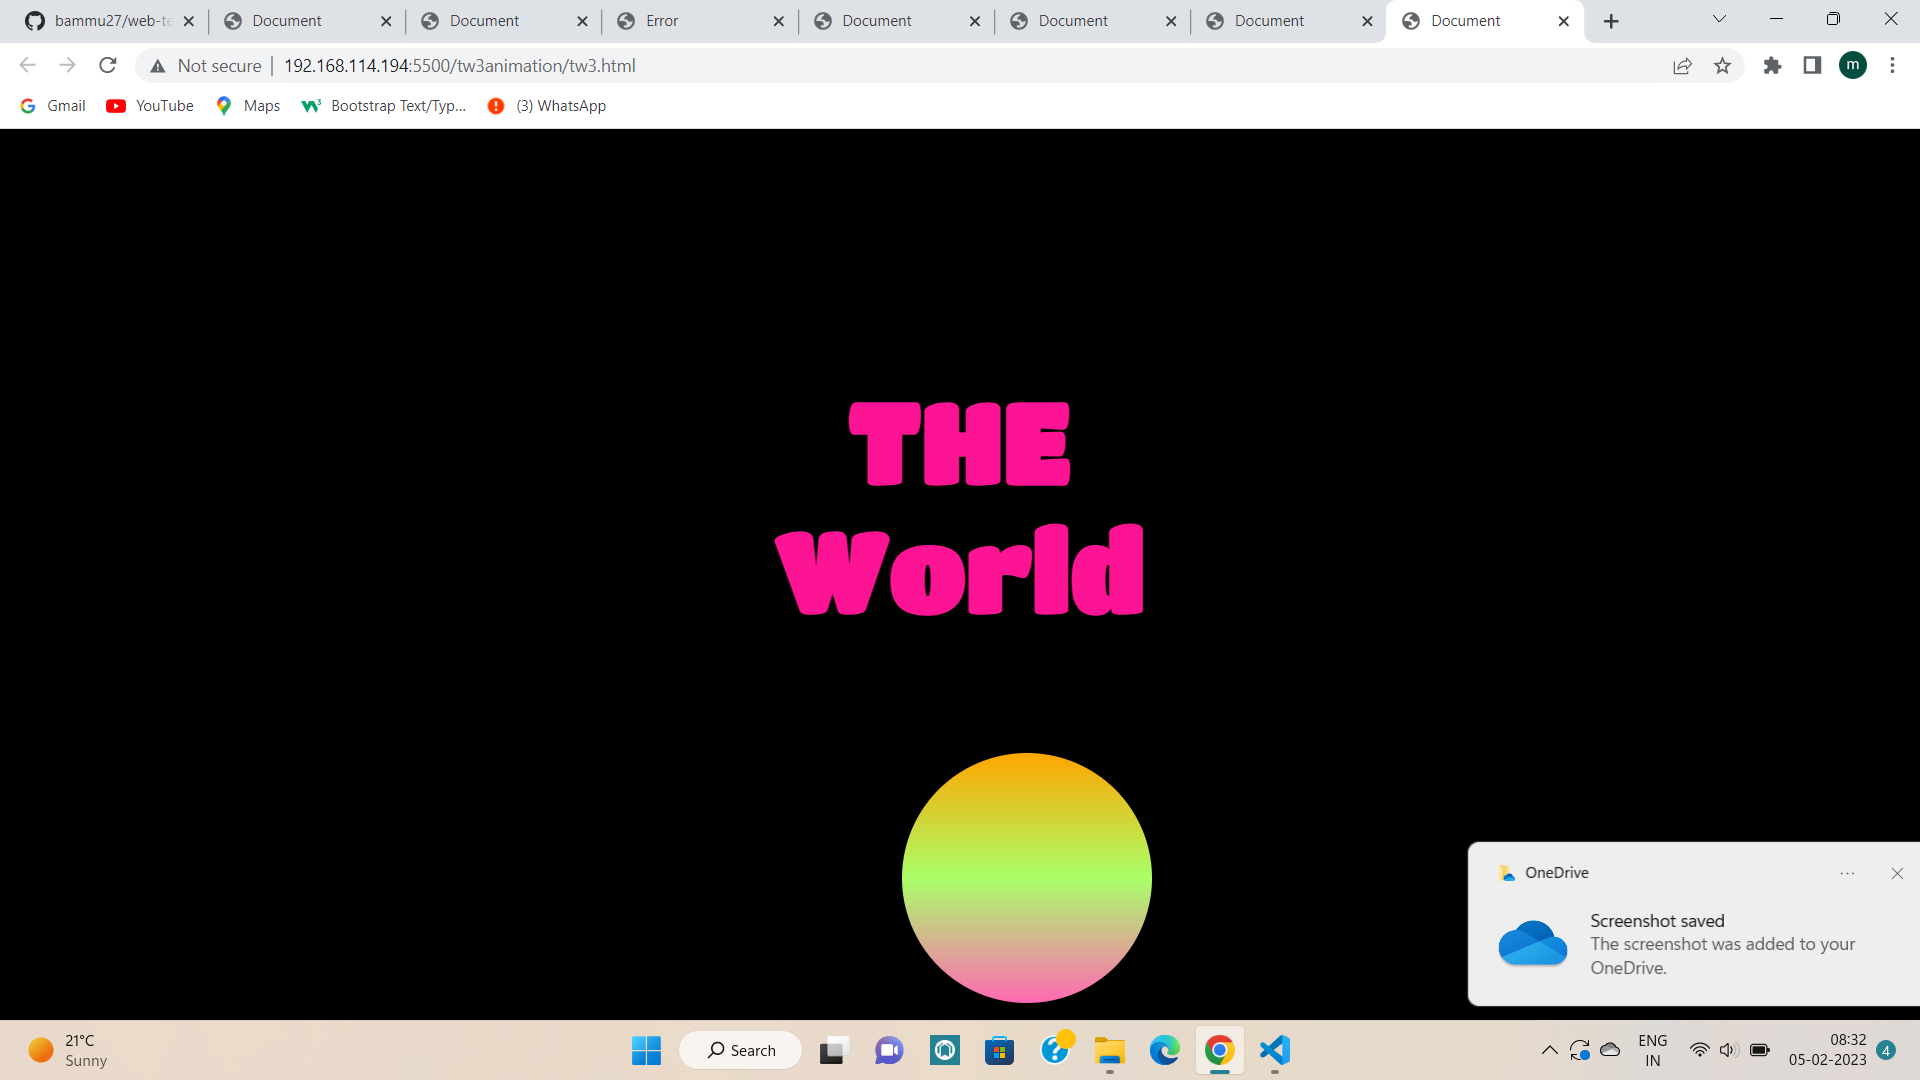 bammu27/web-te
Document
Document
Error
Document
Document
Document
Document
Not secure
192.168.114.194:5500/tw3animation/tw3.html
m
Gmail
YouTube
Maps
Bootstrap Text/Typ...
(3) WhatsApp
THE
World
OneDrive
Screenshot saved
The screenshot was added to your
OneDrive.
21°C
Sunny
Search
ENG
IN
08:32
05-02-2023
4